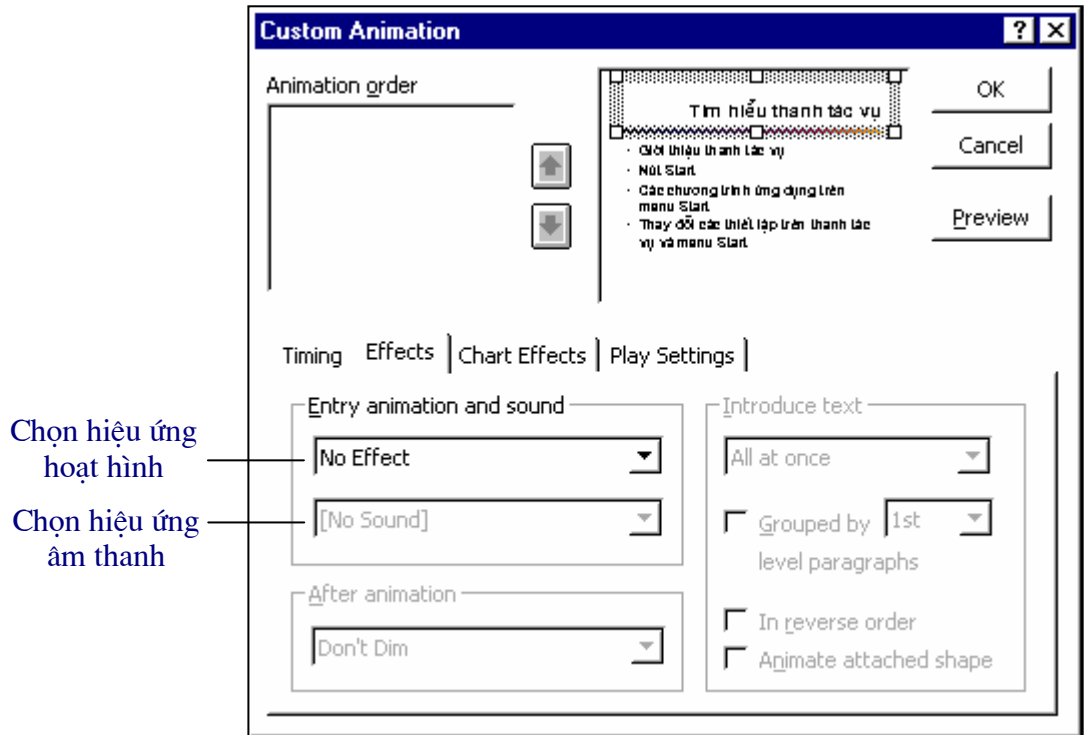 Custom Animation
Animation order
OK
Cancel
Preview
Tìm hiểu thanh tác vụ
· Giới thiệu thanh tác vụ
· Nút Start
· Các chương trình ứng dụng trên
menu Start
· Thay đổi các thiết lập trên thanh tác
vụ và menu Start
Timing
Effects
Chart Effects
Play Settings
Entry animation and sound
No Effect
[No Sound]
After animation
Don't Dim
Introduce text
All at once
Grouped by 1st
level paragraphs
In reverse order
Animate attached shape
Chọn hiệu ứng
hoạt hình
Chọn hiệu ứng
âm thanh